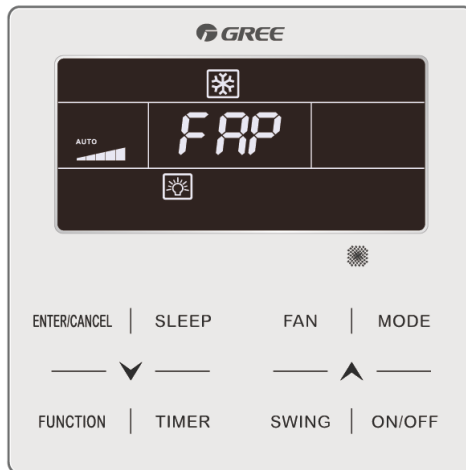 GREE
FAP
AUTO
ENTER/CANCEL SLEEP FAN MODE
FUNCTION TIMER SWING ON/OFF